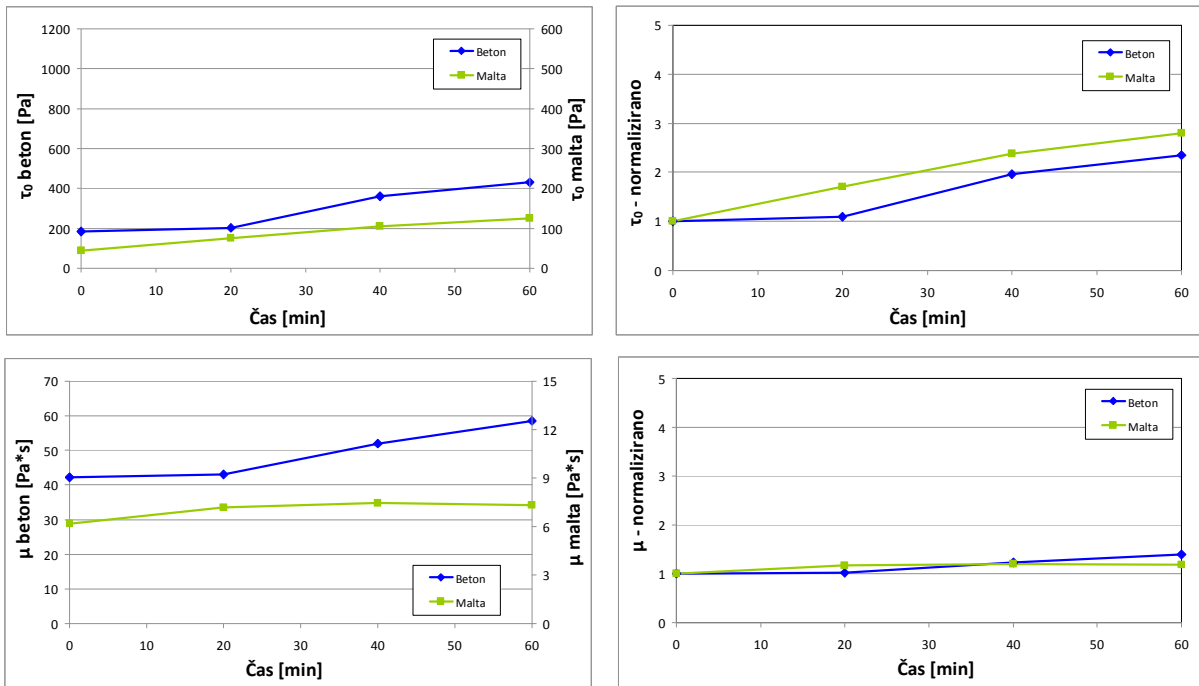 1200
1000
800
600
400
200
0
600
500
400
300
200
100
0
0 10 20 30 40 50 60
τ₀ beton [Pa]
τ₀ malta [Pa]
Čas [min]
Beton
Malta
5
4
3
2
1
0
0 10 20 30 40 50 60
τ₀ - normalizirano
Čas [min]
Beton
Malta
70
60
50
40
30
20
10
0
15
12
9
6
3
0
0 10 20 30 40 50 60
μ beton [Pa*s]
μ malta [Pa*s]
Čas [min]
Beton
Malta
5
4
3
2
1
0
0 10 20 30 40 50 60
μ - normalizirano
Čas [min]
Beton
Malta